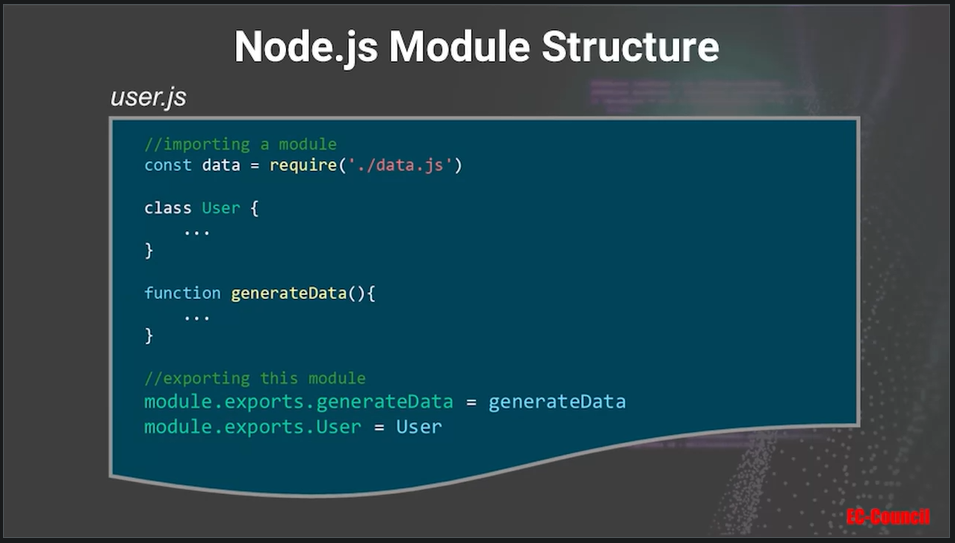 Node.js Module Structure
user.js
//importing a module
const data = require('./data.js')
class User {
...
}
function generateData(){
...
}
//exporting this module
module.exports.generateData = generateData
module.exports.User = User
EC-Council